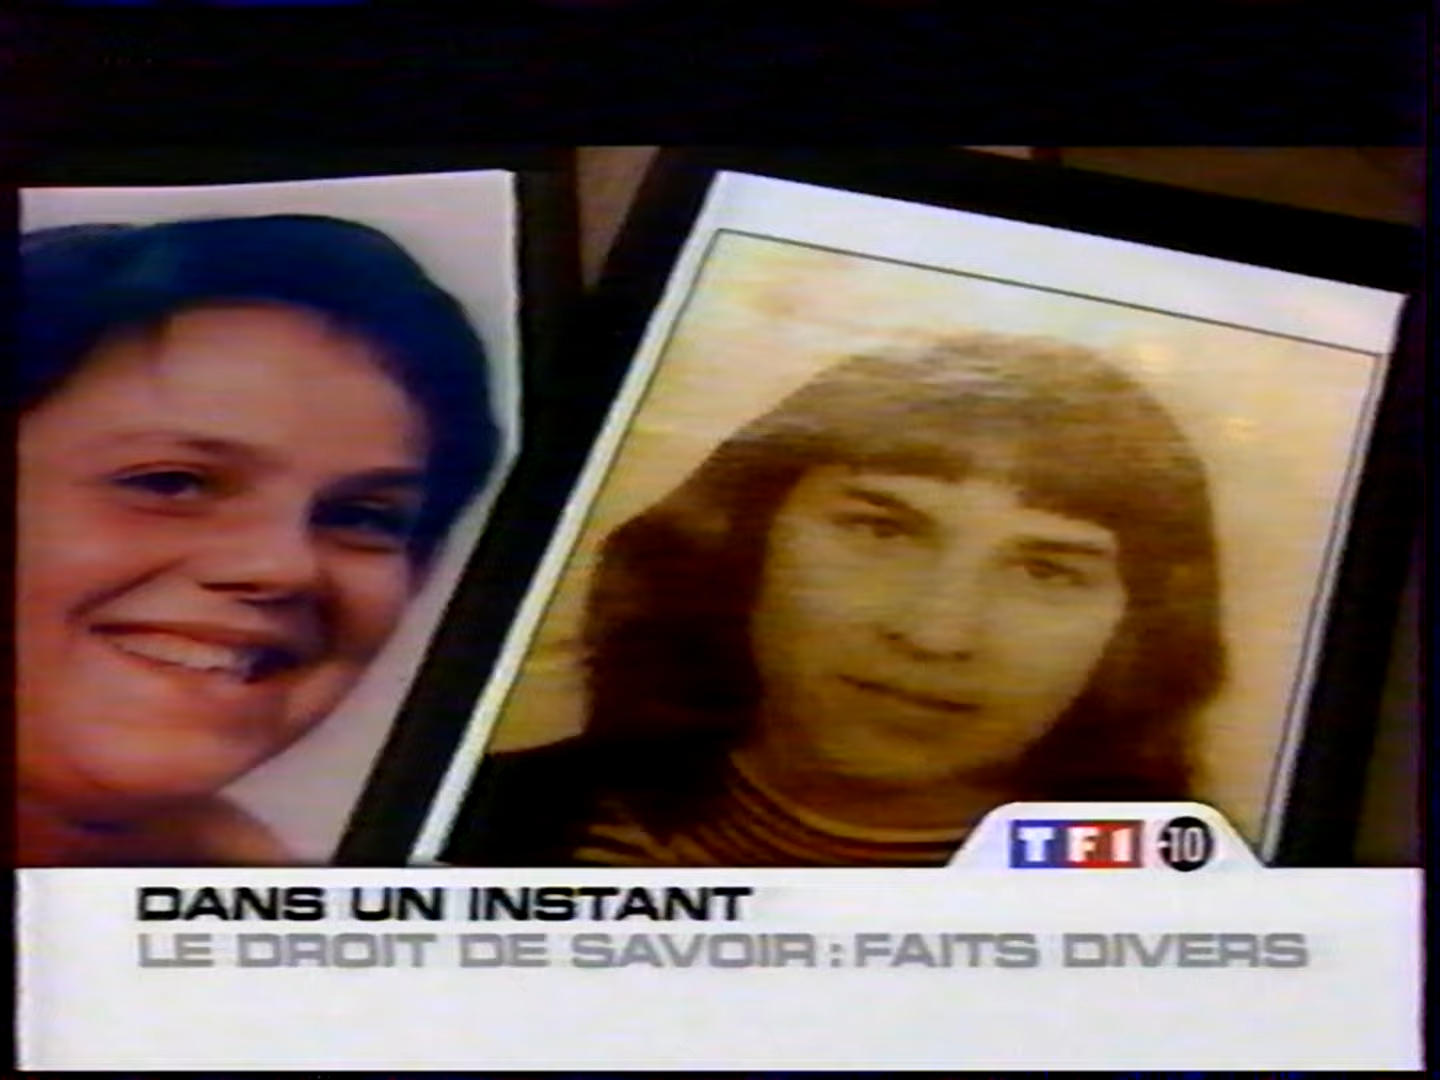 TF1 -10
DANS UN INSTANT
LE DROIT DE SAVOIR : FAITS DIVERS